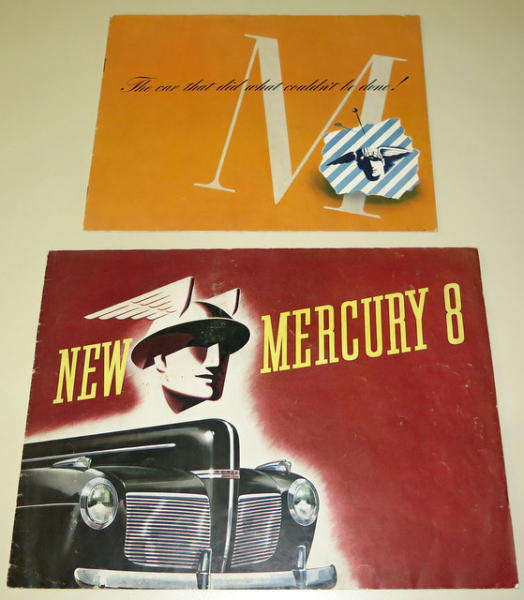 M
The car that did what couldn't be done!
NEW MERCURY 8